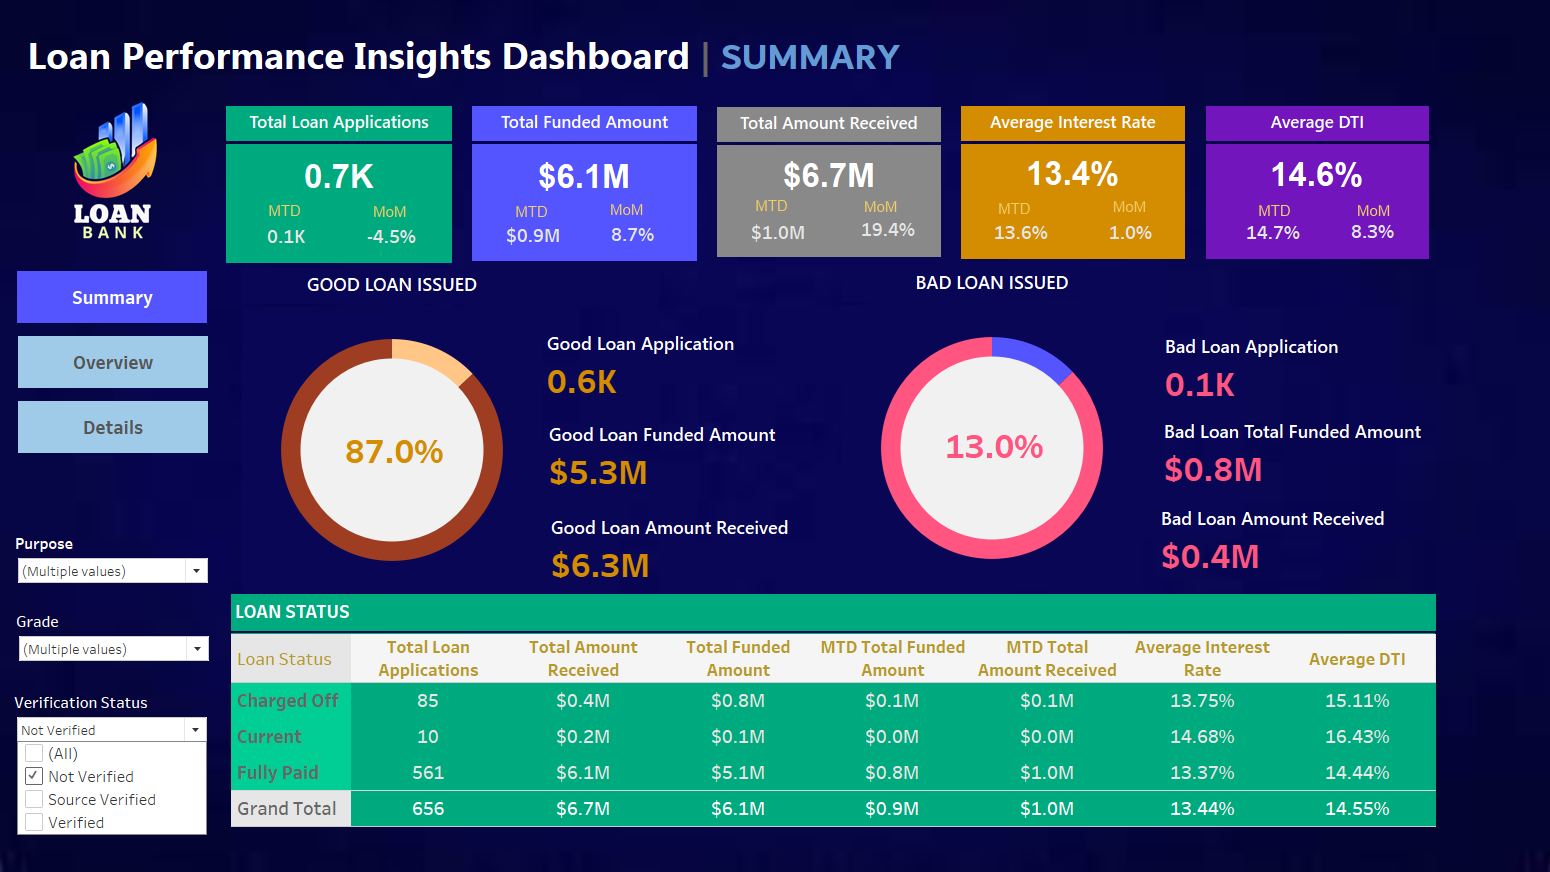 Loan Performance Insights Dashboard | SUMMARY
LOAN
BANK
Total Loan Applications
0.7K
MTD MoM
0.1K -4.5%
Total Funded Amount
$6.1M
MTD MoM
$0.9M 8.7%
Total Amount Received
$6.7M
MTD MoM
$1.0M 19.4%
Average Interest Rate
13.4%
MTD MoM
13.6% 1.0%
Average DTI
14.6%
MTD MoM
14.7% 8.3%
Summary
Overview
Details
GOOD LOAN ISSUED
87.0%
Good Loan Application
0.6K
Good Loan Funded Amount
$5.3M
Good Loan Amount Received
$6.3M
BAD LOAN ISSUED
13.0%
Bad Loan Application
0.1K
Bad Loan Total Funded Amount
$0.8M
Bad Loan Amount Received
$0.4M
Purpose
(Multiple values)
Grade
(Multiple values)
Verification Status
Not Verified
(All)
Not Verified
Source Verified
Verified
LOAN STATUS
Loan Status Total Loan Applications Total Amount Received Total Funded Amount MTD Total Funded Amount MTD Total Amount Received Average Interest Rate Average DTI
Charged Off 85 $0.4M $0.8M $0.1M $0.1M 13.75% 15.11%
Current 10 $0.2M $0.1M $0.0M $0.0M 14.68% 16.43%
Fully Paid 561 $6.1M $5.1M $0.8M $1.0M 13.37% 14.44%
Grand Total 656 $6.7M $6.1M $0.9M $1.0M 13.44% 14.55%